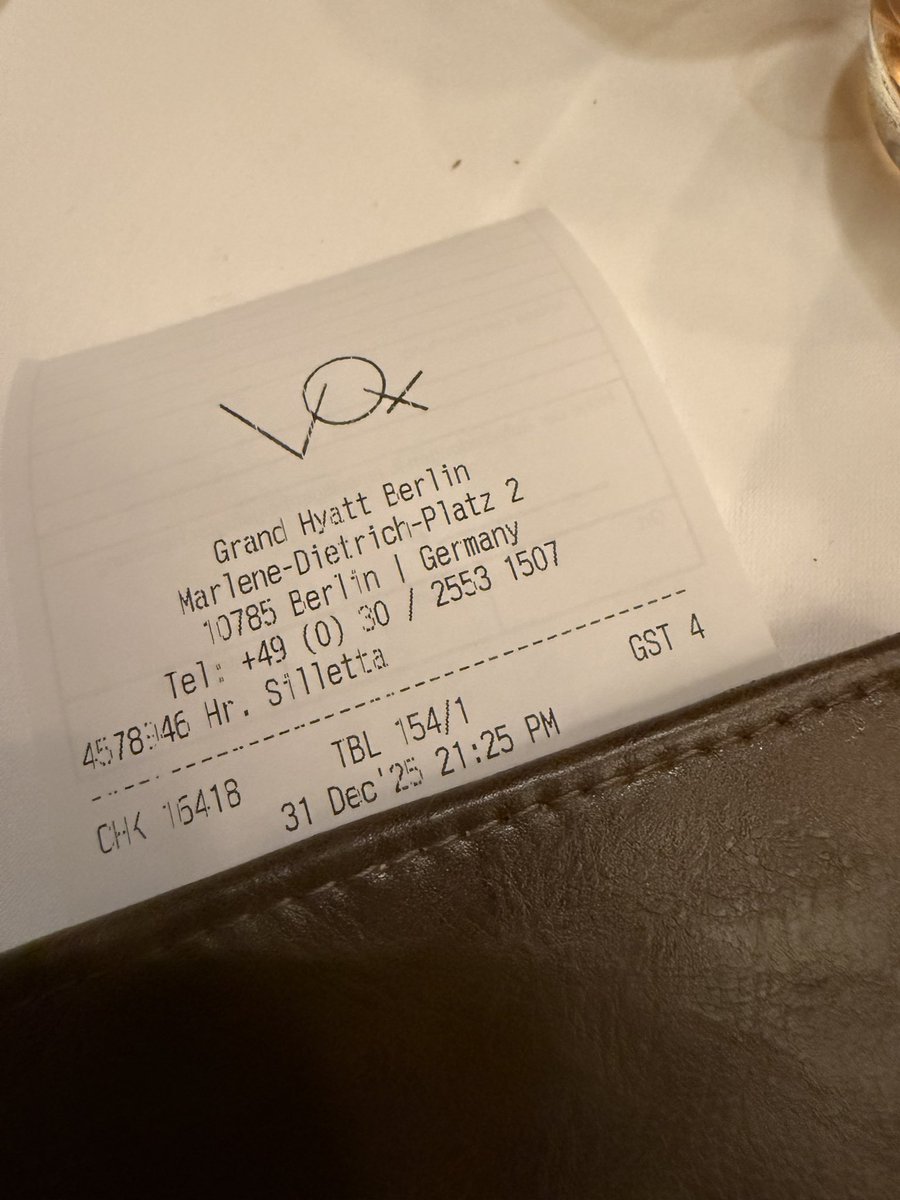 VOX
Grand Hyatt Berlin
Marlene-Dietrich-Platz 2
10785 Berlin | Germany
Tel: +49 (0) 30 / 2553 1507
Hr. Silletta
TBL 154/1 GST 4
CHK 16418
31 Dec'25 21:25 PM